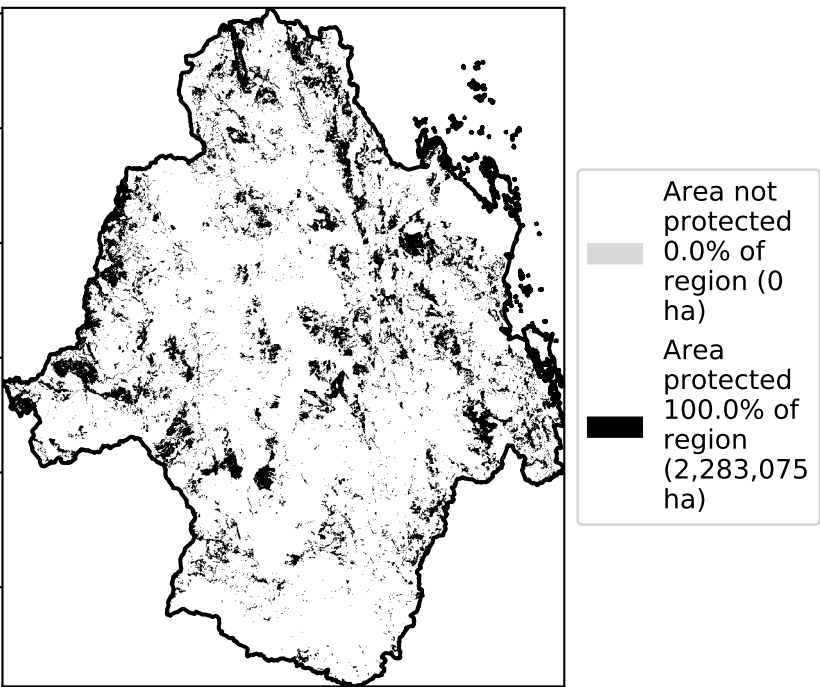 Area not
protected
0.0% of
region (0
ha)
Area
protected
100.0% of
region
(2,283,075
ha)